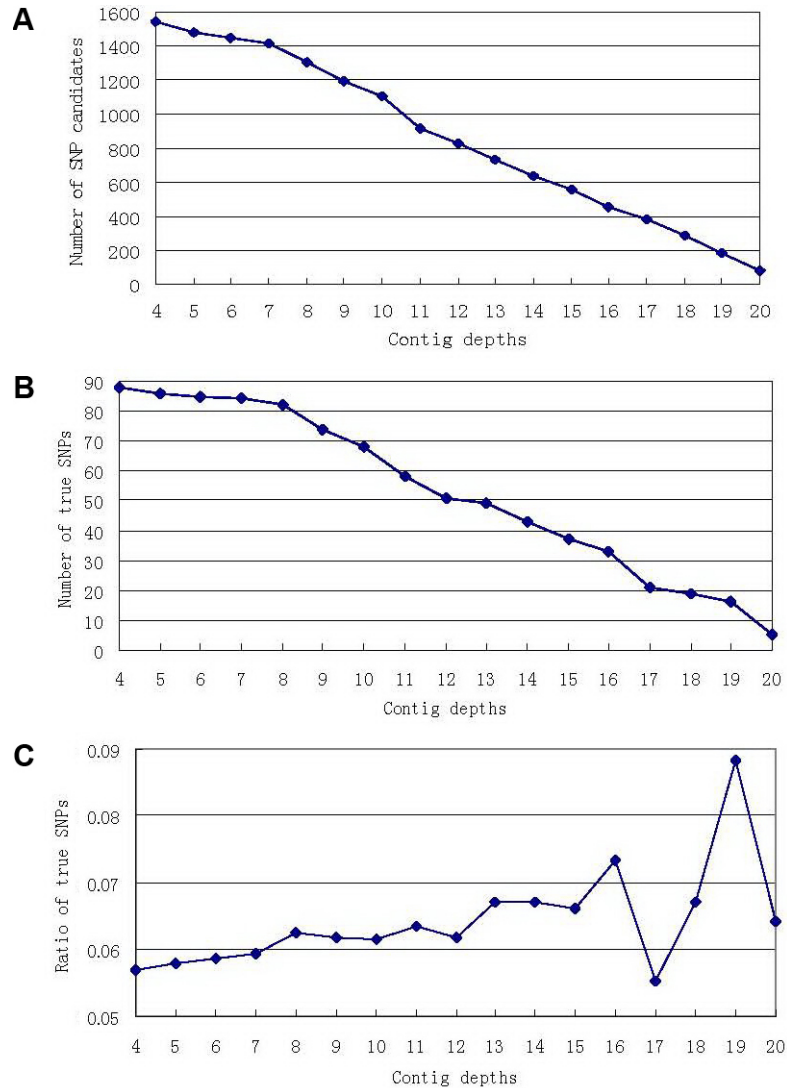 A
Number of SNP candidates
1600
1400
1200
1000
800
600
400
200
0
4 5 6 7 8 9 10 11 12 13 14 15 16 17 18 19 20
Contig depths
B
Number of true SNPs
90
80
70
60
50
40
30
20
10
0
4 5 6 7 8 9 10 11 12 13 14 15 16 17 18 19 20
Contig depths
C
Ratio of true SNPs
0.09
0.08
0.07
0.06
0.05
4 5 6 7 8 9 10 11 12 13 14 15 16 17 18 19 20
Contig depths